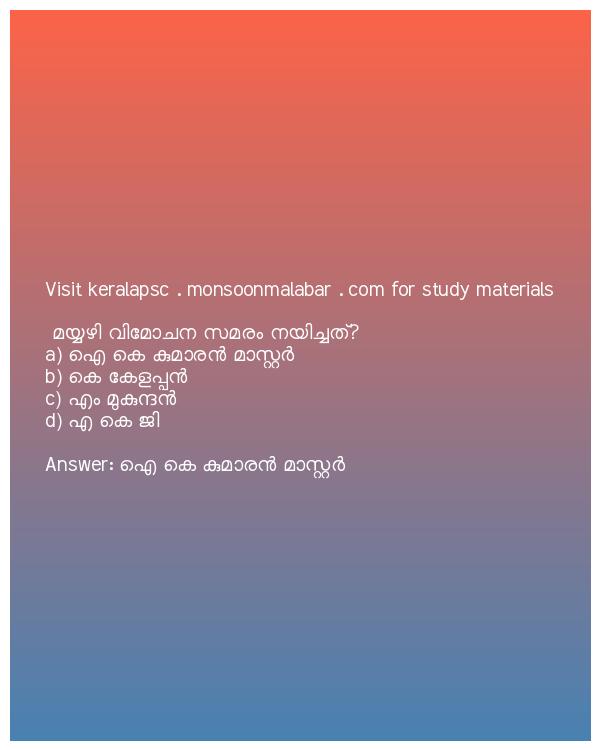 Visit keralapsc . monsoonmalabar . com for study materials
മയ്യഴി വിമോചന സമരം നയിച്ചത്?
a) ഐ കെ കുമാരൻ മാസ്റ്റർ
b) കെ കേളപ്പൻ
c) എം മുകുന്ദൻ
d) എ കെ ജി
Answer: ഐ കെ കുമാരൻ മാസ്റ്റർ